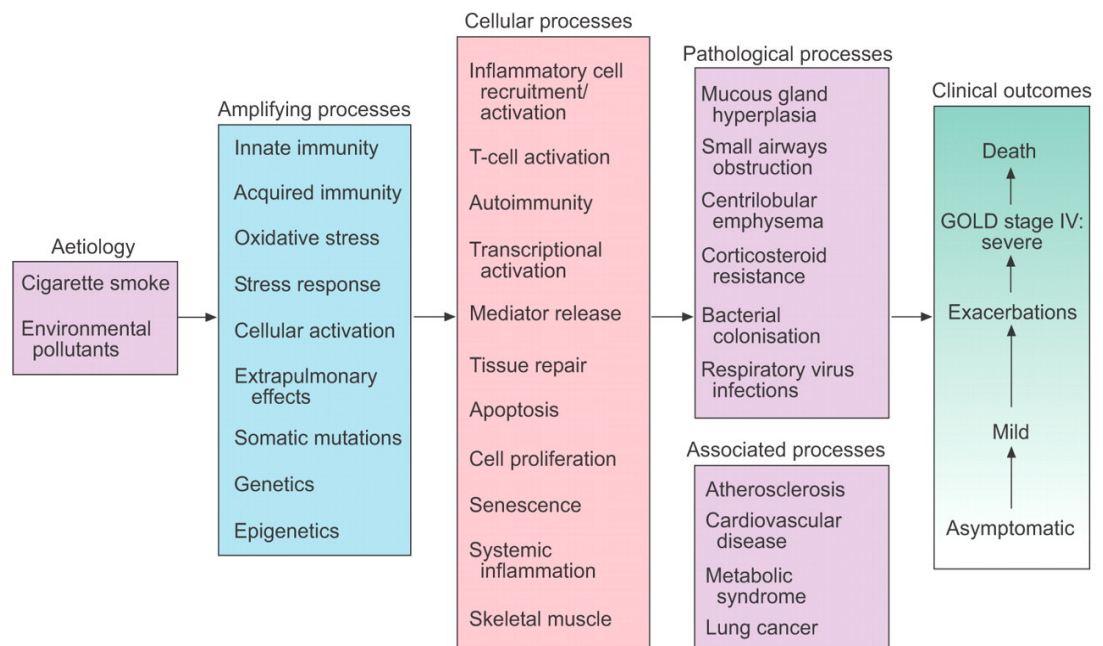 Aetiology
Cigarette smoke
Environmental
pollutants
Amplifying processes
Innate immunity
Acquired immunity
Oxidative stress
Stress response
Cellular activation
Extrapulmonary
effects
Somatic mutations
Genetics
Epigenetics
Cellular processes
Inflammatory cell
recruitment/
activation
T-cell activation
Autoimmunity
Transcriptional
activation
Mediator release
Tissue repair
Apoptosis
Cell proliferation
Senescence
Systemic
inflammation
Skeletal muscle
Pathological processes
Mucous gland
hyperplasia
Small airways
obstruction
Centrilobular
emphysema
Corticosteroid
resistance
Bacterial
colonisation
Respiratory virus
infections
Associated processes
Atherosclerosis
Cardiovascular
disease
Metabolic
syndrome
Lung cancer
Clinical outcomes
Death
GOLD stage IV:
severe
Exacerbations
Mild
Asymptomatic